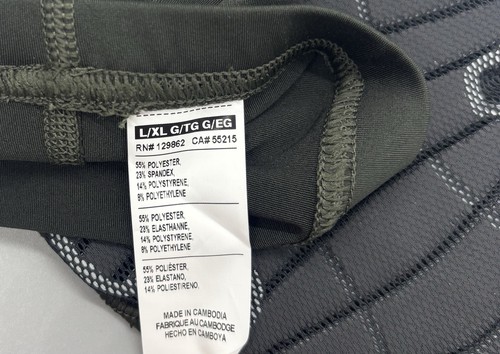 L/XL G/TG G/EG
RN# 129862 CA# 55215
55% POLYESTER,
23% SPANDEX,
14% POLYSTYRENE,
8% POLYETHYLENE
55% POLYESTER,
23% ELASTHANNE,
14% POLYSTYRENE,
8% POLYETHYLENE
55% POLIÉSTER,
23% ELASTANO,
14% POLIESTIRENO,
MADE IN CAMBODIA
FABRIQUÉ AU CAMBODGE
HECHO EN CAMBOYA